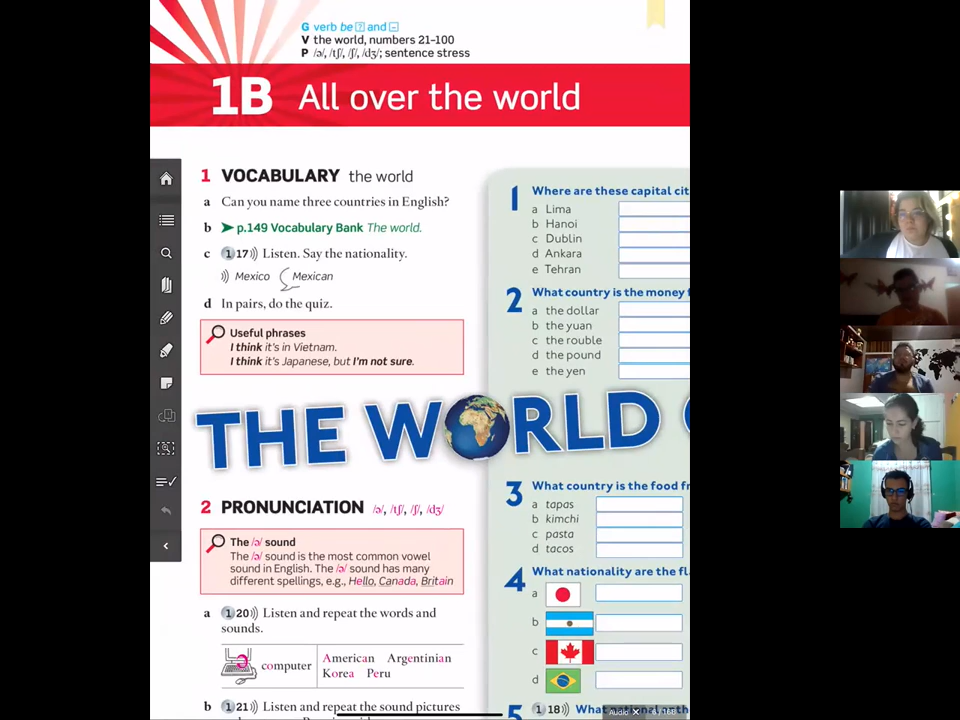 G verb be ? and –
V the world, numbers 21–100
P /ə/, /tʃ/, /ʃ/, /dʒ/; sentence stress
1B All over the world
1 VOCABULARY the world
a Can you name three countries in English?
b ➤ p.149 Vocabulary Bank The world.
c 1 17 Listen. Say the nationality.
Mexico Mexican
d In pairs, do the quiz.
Useful phrases
I think it's in Vietnam.
I think it's Japanese, but I'm not sure.
THE WORLD
2 PRONUNCIATION /ə/, /tʃ/, /ʃ/, /dʒ/
The /ə/ sound
The /ə/ sound is the most common vowel
sound in English. The /ə/ sound has many
different spellings, e.g., Hello, Canada, Britain
a 1 20 Listen and repeat the words and
sounds.
computer
American Argentinian
Korea Peru
b 1 21 Listen and repeat the sound pictures
1 Where are these capital cit
a Lima
b Hanoi
c Dublin
d Ankara
e Tehran
2 What country is the money f
a the dollar
b the yuan
c the rouble
d the pound
e the yen
3 What country is the food fr
a tapas
b kimchi
c pasta
d tacos
4 What nationality are the fl
a
b
c
d
5 1 18
Audio ×